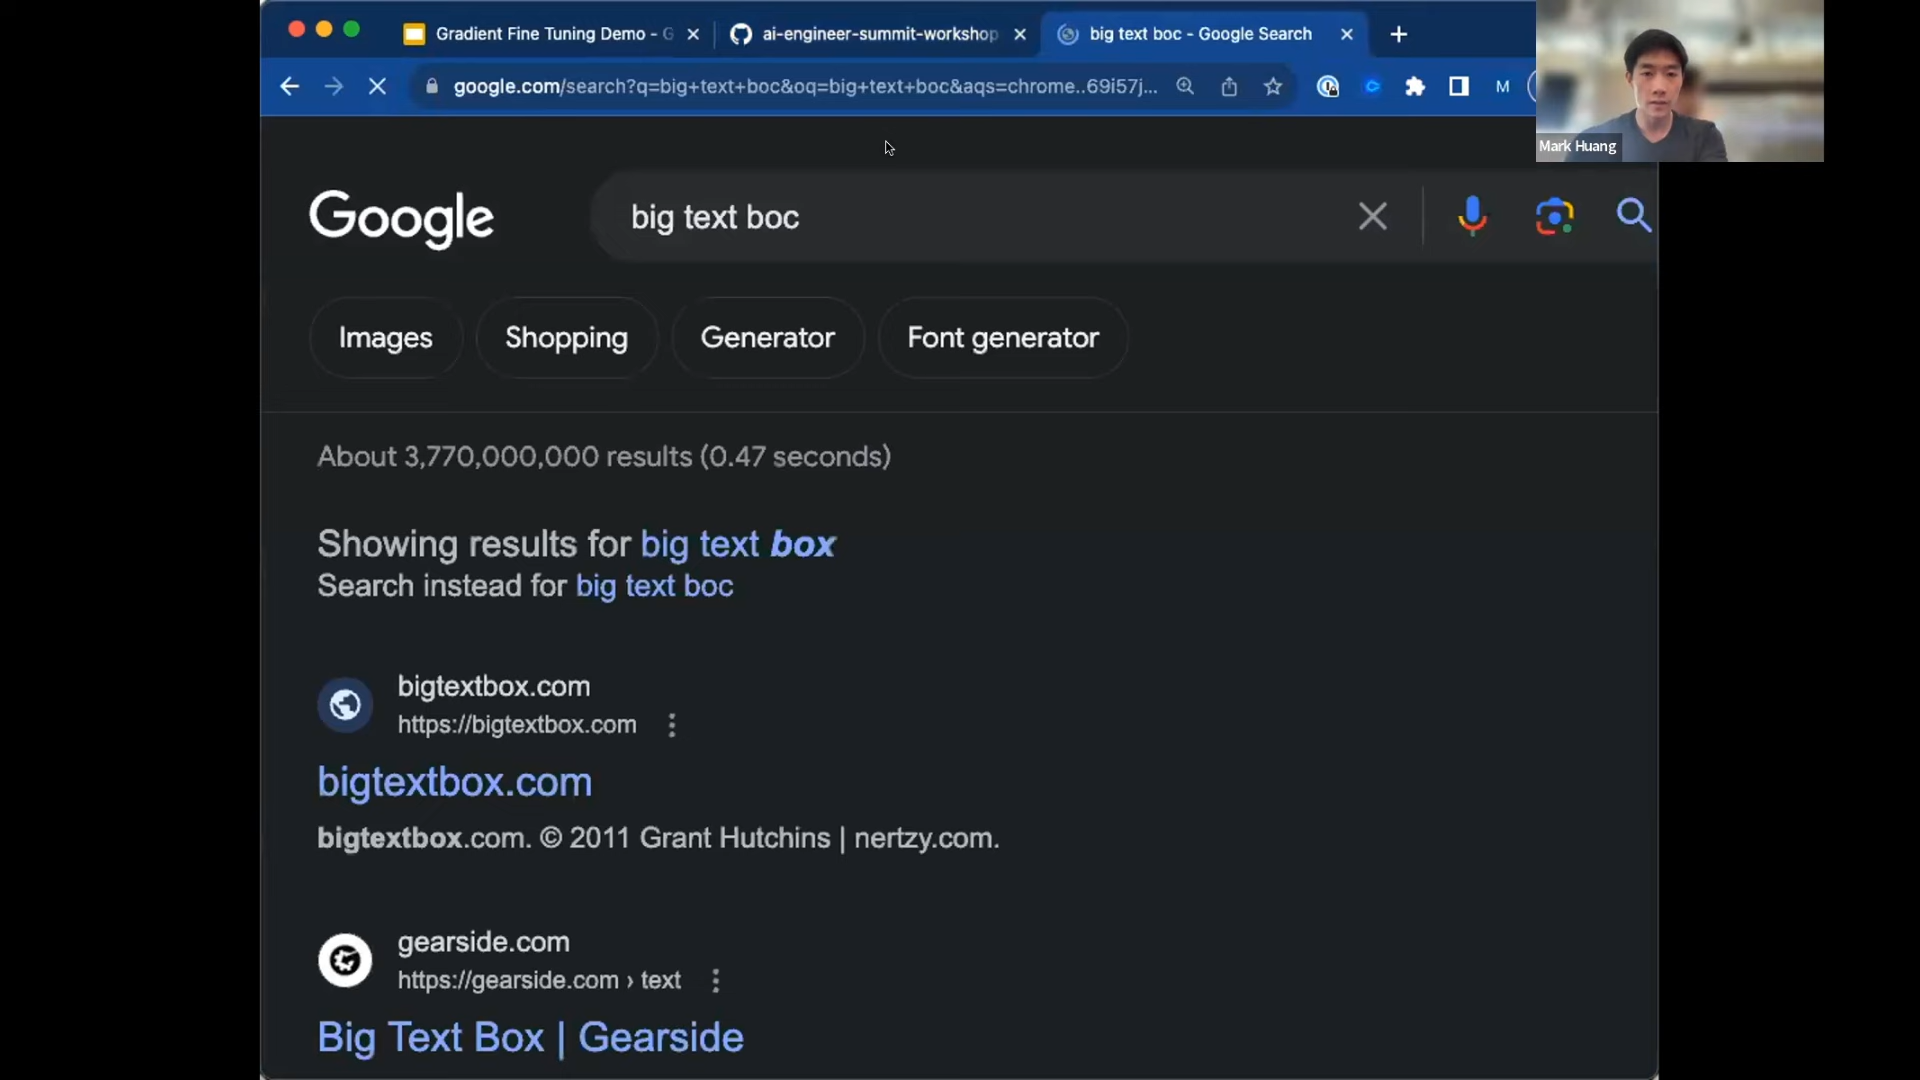 Gradient Fine Tuning Demo - G
ai-engineer-summit-workshop
big text boc - Google Search
google.com/search?q=big+text+boc&oq=big+text+boc&aqs=chrome..69i57j...
M
Mark Huang
Google
big text boc
Images
Shopping
Generator
Font generator
About 3,770,000,000 results (0.47 seconds)
Showing results for big text box
Search instead for big text boc
bigtextbox.com
https://bigtextbox.com
bigtextbox.com
bigtextbox.com. © 2011 Grant Hutchins | nertzy.com.
gearside.com
https://gearside.com › text
Big Text Box | Gearside